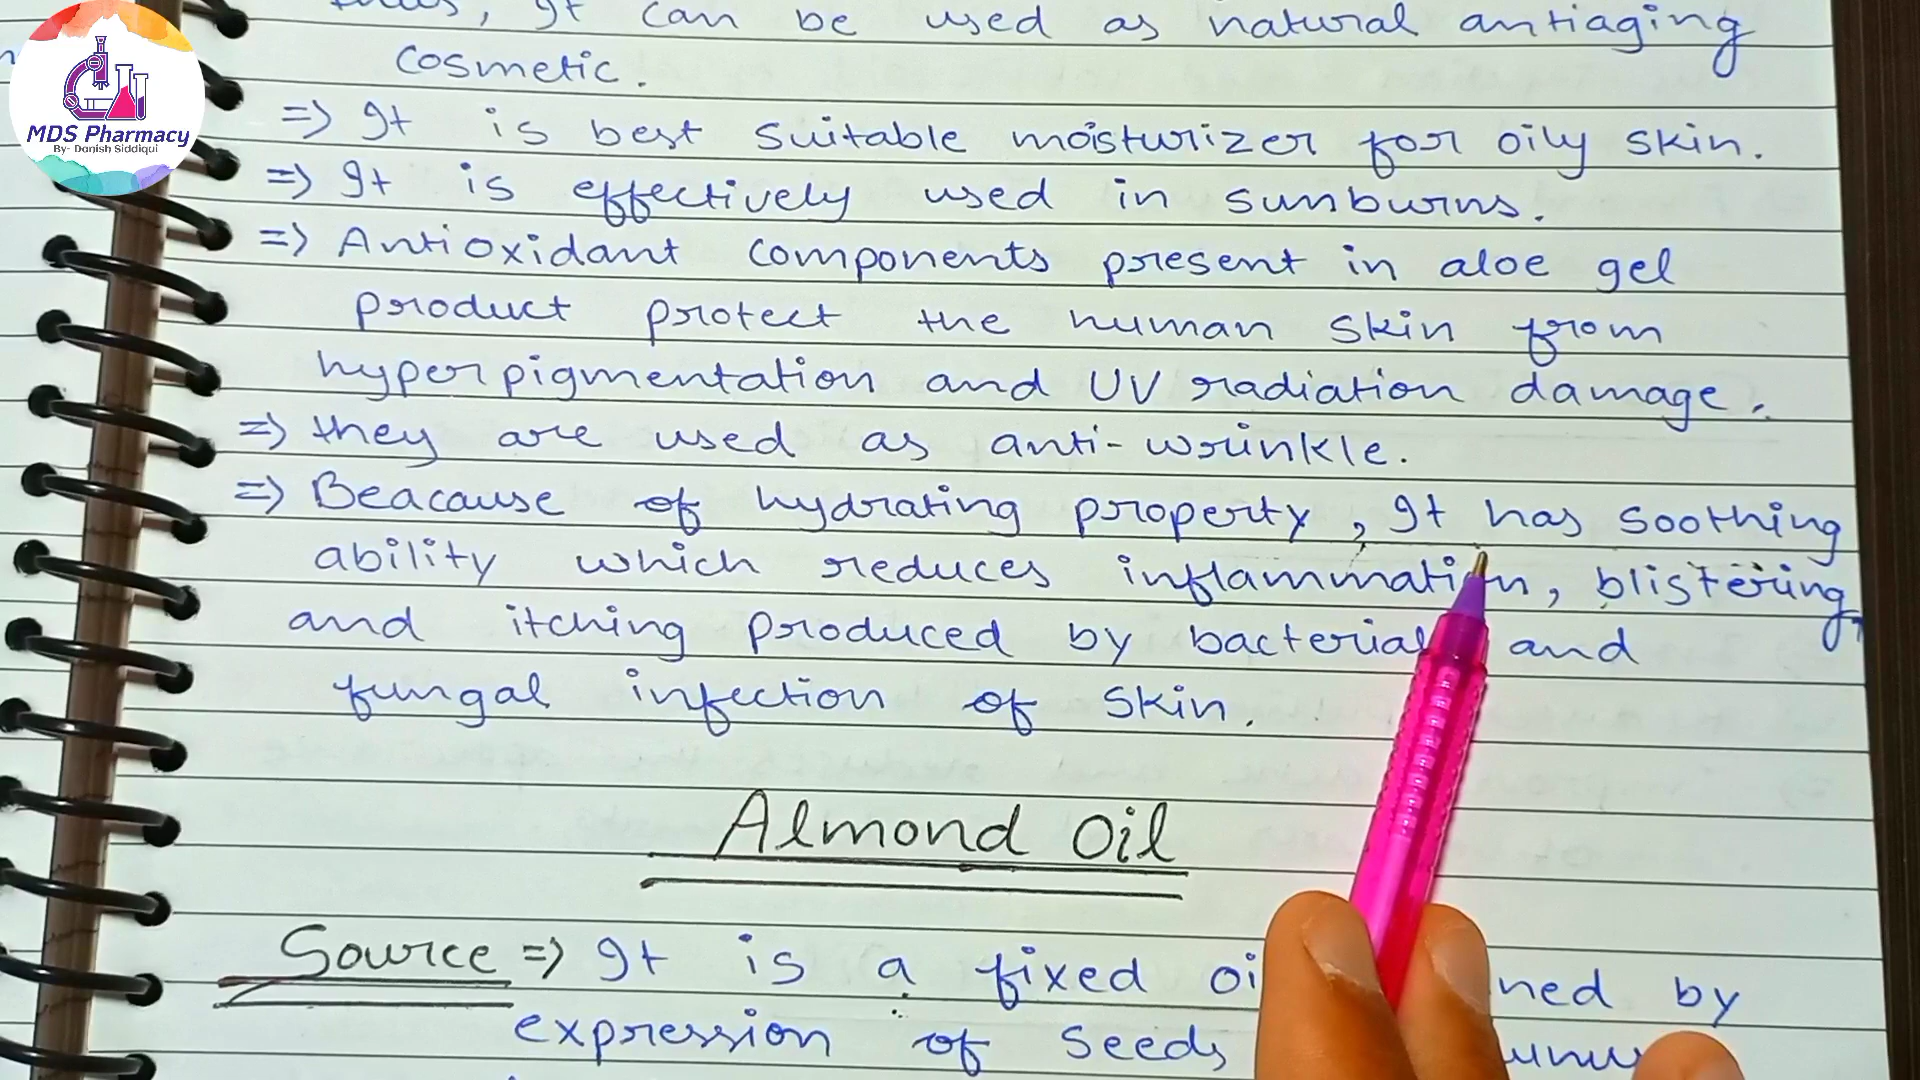 MDS Pharmacy
By- Danish Siddiqui
It can be used as natural antiaging
cosmetic.
=> It is best suitable moisturizer for oily skin.
=> It is effectively used in sunburns.
=> Antioxidant components present in aloe gel
product protect the human skin from
hyperpigmentation and UV radiation damage.
=> they are used as anti-wrinkle.
=> Beacause of hydrating property, It has soothing
ability which reduces inflammation, blistering,
and itching produced by bacterial and
fungal infection of skin.
Almond Oil
Source => It is a fixed by
expression of seeds